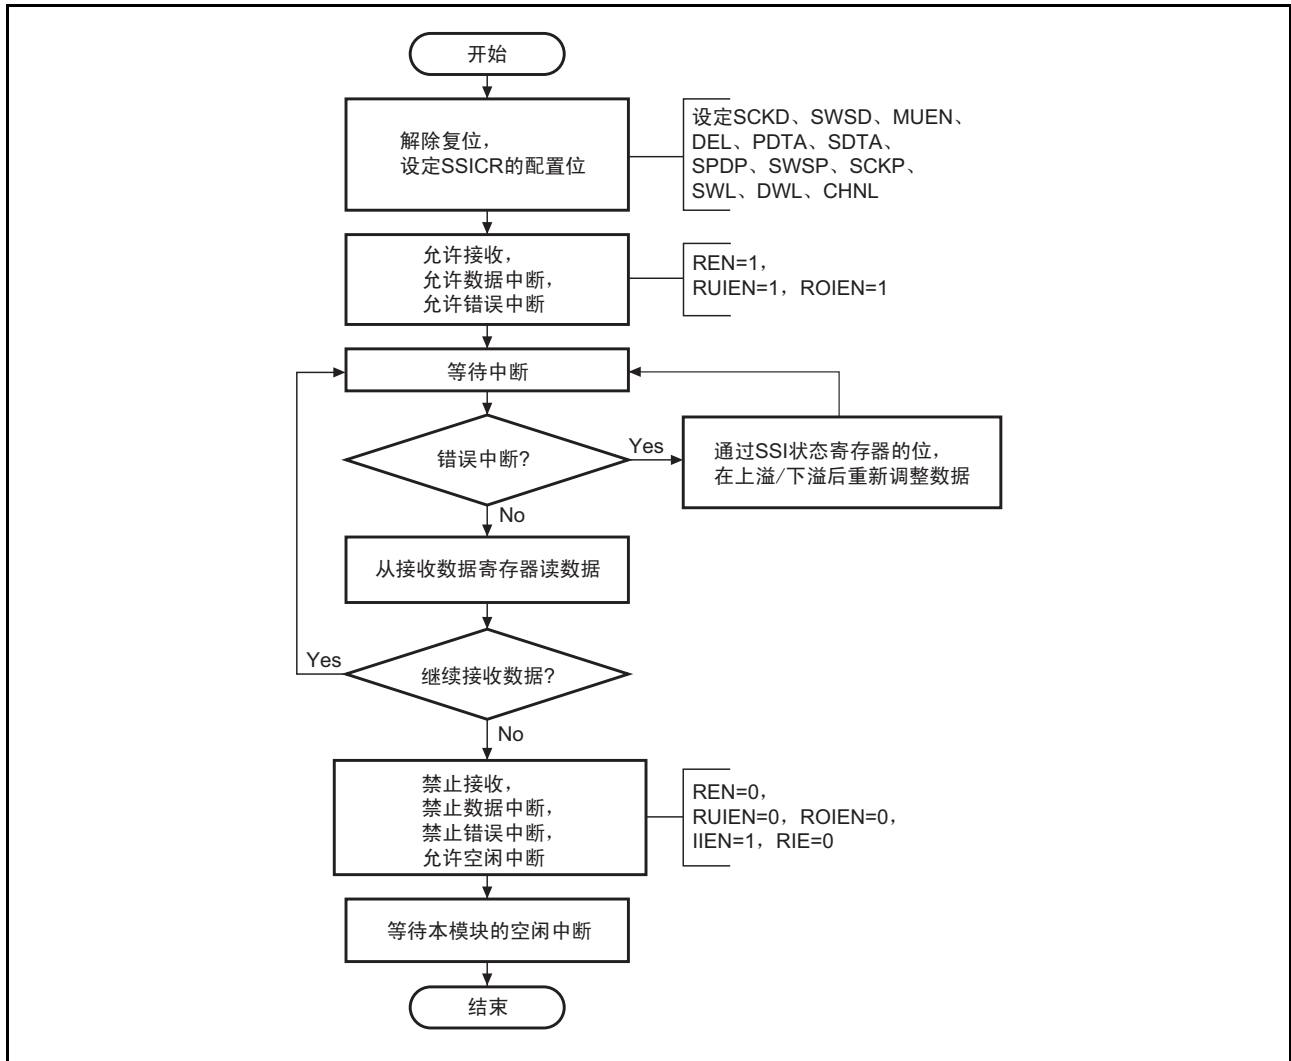 开始
解除复位，
设定SSICR的配置位
设定SCKD、SWSD、MUEN、
DEL、PDTA、SDTA、
SPDP、SWSP、SCKP、
SWL、DWL、CHNL
允许接收，
允许数据中断，
允许错误中断
REN=1，
RUIEN=1，ROIEN=1
等待中断
错误中断?
Yes
通过SSI状态寄存器的位，
在上溢/下溢后重新调整数据
No
从接收数据寄存器读数据
Yes
继续接收数据?
No
禁止接收，
禁止数据中断，
禁止错误中断，
允许空闲中断
REN=0，
RUIEN=0，ROIEN=0，
IIEN=1，RIE=0
等待本模块的空闲中断
结束